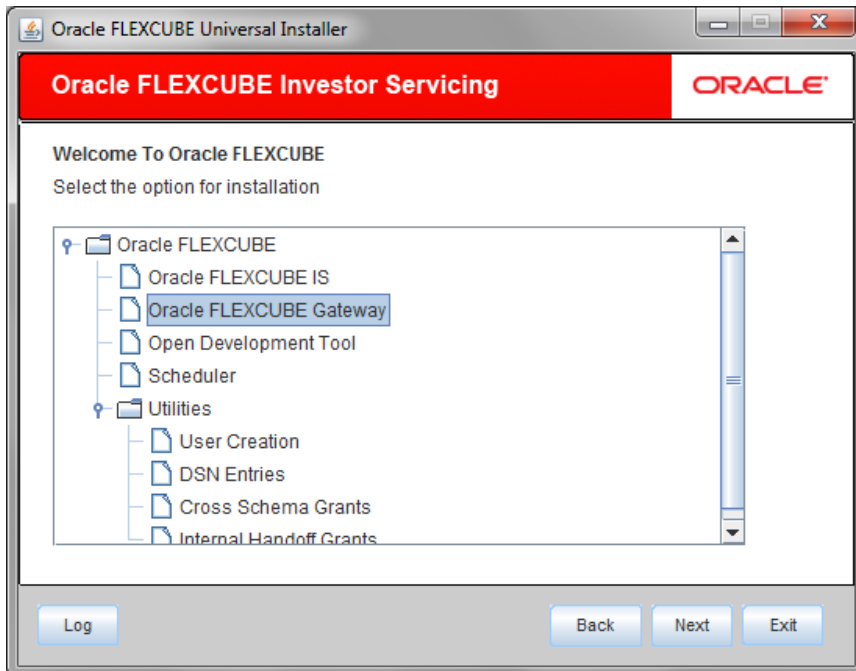 Oracle FLEXCUBE Universal Installer
Oracle FLEXCUBE Investor Servicing
ORACLE®
Welcome To Oracle FLEXCUBE
Select the option for installation
Oracle FLEXCUBE
Oracle FLEXCUBE IS
Oracle FLEXCUBE Gateway
Open Development Tool
Scheduler
Utilities
User Creation
DSN Entries
Cross Schema Grants
Internal Handoff Grants
Log Back Next Exit